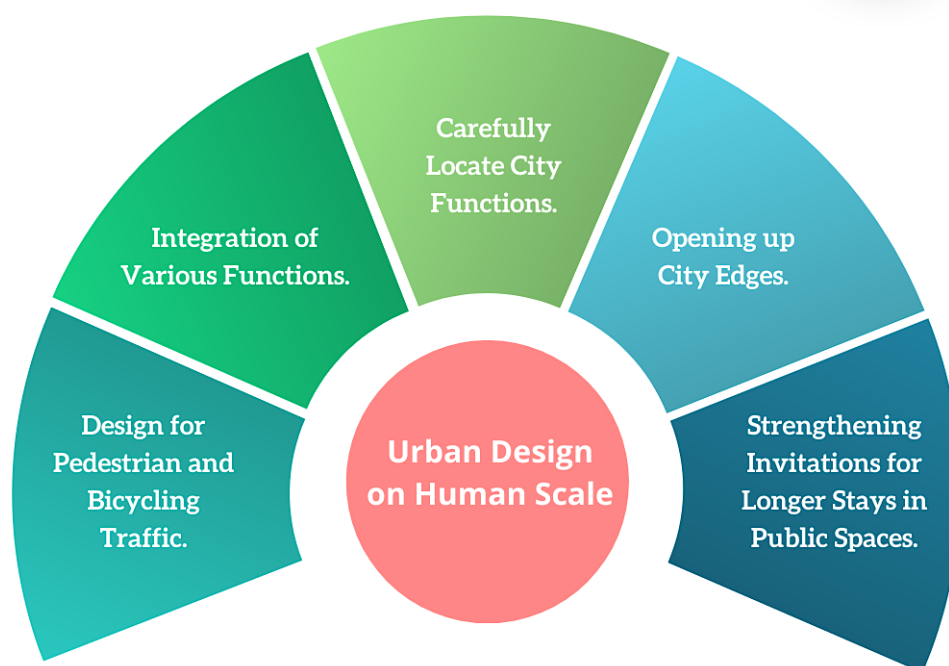 Carefully
Locate City
Functions.
Integration of
Various Functions.
Opening up
City Edges.
Design for
Pedestrian and
Bicycling
Traffic.
Urban Design
on Human Scale
Strengthening
Invitations for
Longer Stays in
Public Spaces.